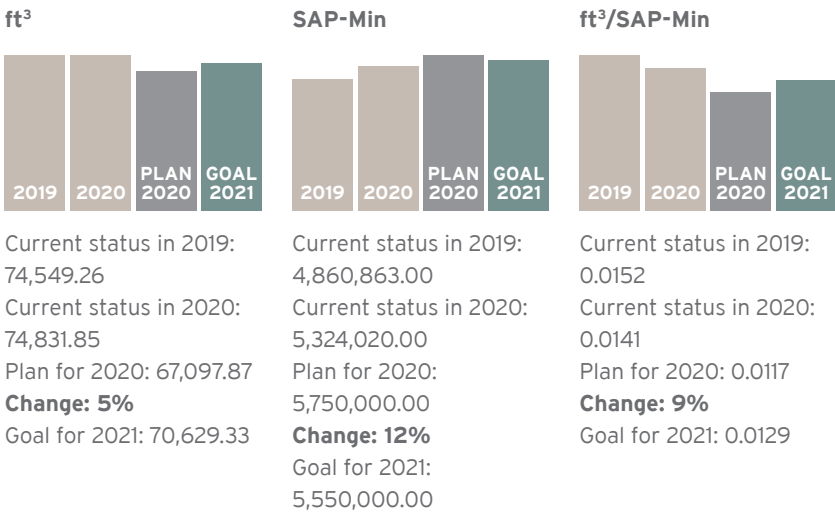 ft³
2019
2020
PLAN
2020
GOAL
2021
Current status in 2019:
74,549.26
Current status in 2020:
74,831.85
Plan for 2020: 67,097.87
Change: 5%
Goal for 2021: 70,629.33
SAP-Min
2019
2020
PLAN
2020
GOAL
2021
Current status in 2019:
4,860,863.00
Current status in 2020:
5,324,020.00
Plan for 2020:
5,750,000.00
Change: 12%
Goal for 2021:
5,550,000.00
ft³/SAP-Min
2019
2020
PLAN
2020
GOAL
2021
Current status in 2019:
0.0152
Current status in 2020:
0.0141
Plan for 2020: 0.0117
Change: 9%
Goal for 2021: 0.0129